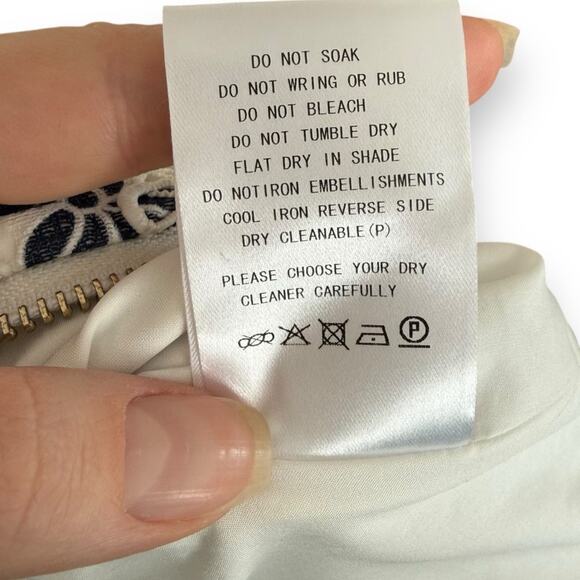 DO NOT SOAK
DO NOT WRING OR RUB
DO NOT BLEACH
DO NOT TUMBLE DRY
FLAT DRY IN SHADE
DO NOTIRON EMBELLISHMENTS
COOL IRON REVERSE SIDE
DRY CLEANABLE(P)
PLEASE CHOOSE YOUR DRY
CLEANER CAREFULLY
P